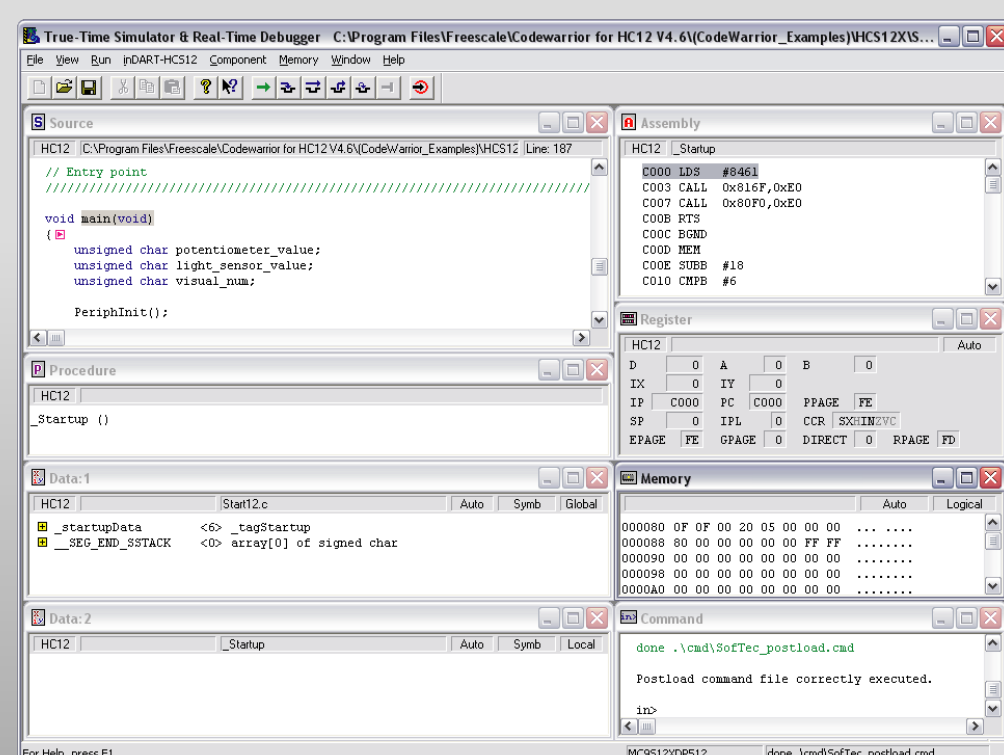 True-Time Simulator & Real-Time Debugger C:\Program Files\Freescale\Codewarrior for HC12 V4.6\(CodeWarrior_Examples)\HCS12X\S...
File View Run inDART-HCS12 Component Memory Window Help
Source
HC12 C:\Program Files\Freescale\Codewarrior for HC12 V4.6\(CodeWarrior_Examples)\HCS12 Line: 187
// Entry point
////////////////////////////////////////////////////////////////////////////
void main(void)
{
unsigned char potentiometer_value;
unsigned char light_sensor_value;
unsigned char visual_num;
PeriphInit();
Assembly
HC12 _Startup
C000 LDS #8461
C003 CALL 0x816F,0xE0
C007 CALL 0x80F0,0xE0
C00B RTS
C00C BGND
C00D MEM
C00E SUBB #18
C010 CMPB #6
Procedure
HC12
_Startup ()
Register
HC12 Auto
D 0 A 0 B 0
IX 0 IY 0
IP C000 PC C000 PPAGE FE
SP 0 IPL 0 CCR SXHINZVC
EPAGE FE GPAGE 0 DIRECT 0 RPAGE FD
Data:1
HC12 Start12.c Auto Symb Global
_startupData <6> _tagStartup
__SEG_END_SSTACK <0> array[0] of signed char
Memory
Auto Logical
000080 0F 0F 00 20 05 00 00 00 ... ....
000088 80 00 00 00 00 00 FF FF ........
000090 00 00 00 00 00 00 00 00 ........
000098 00 00 00 00 00 00 00 00 ........
0000A0 00 00 00 00 00 00 00 00 ........
Data:2
HC12 _Startup Auto Symb Local
Command
done .\cmd\SofTec_postload.cmd
Postload command file correctly executed.
in>
For Help, press F1 MC9S12XDP512 done .\cmd\SofTec_postload.cmd